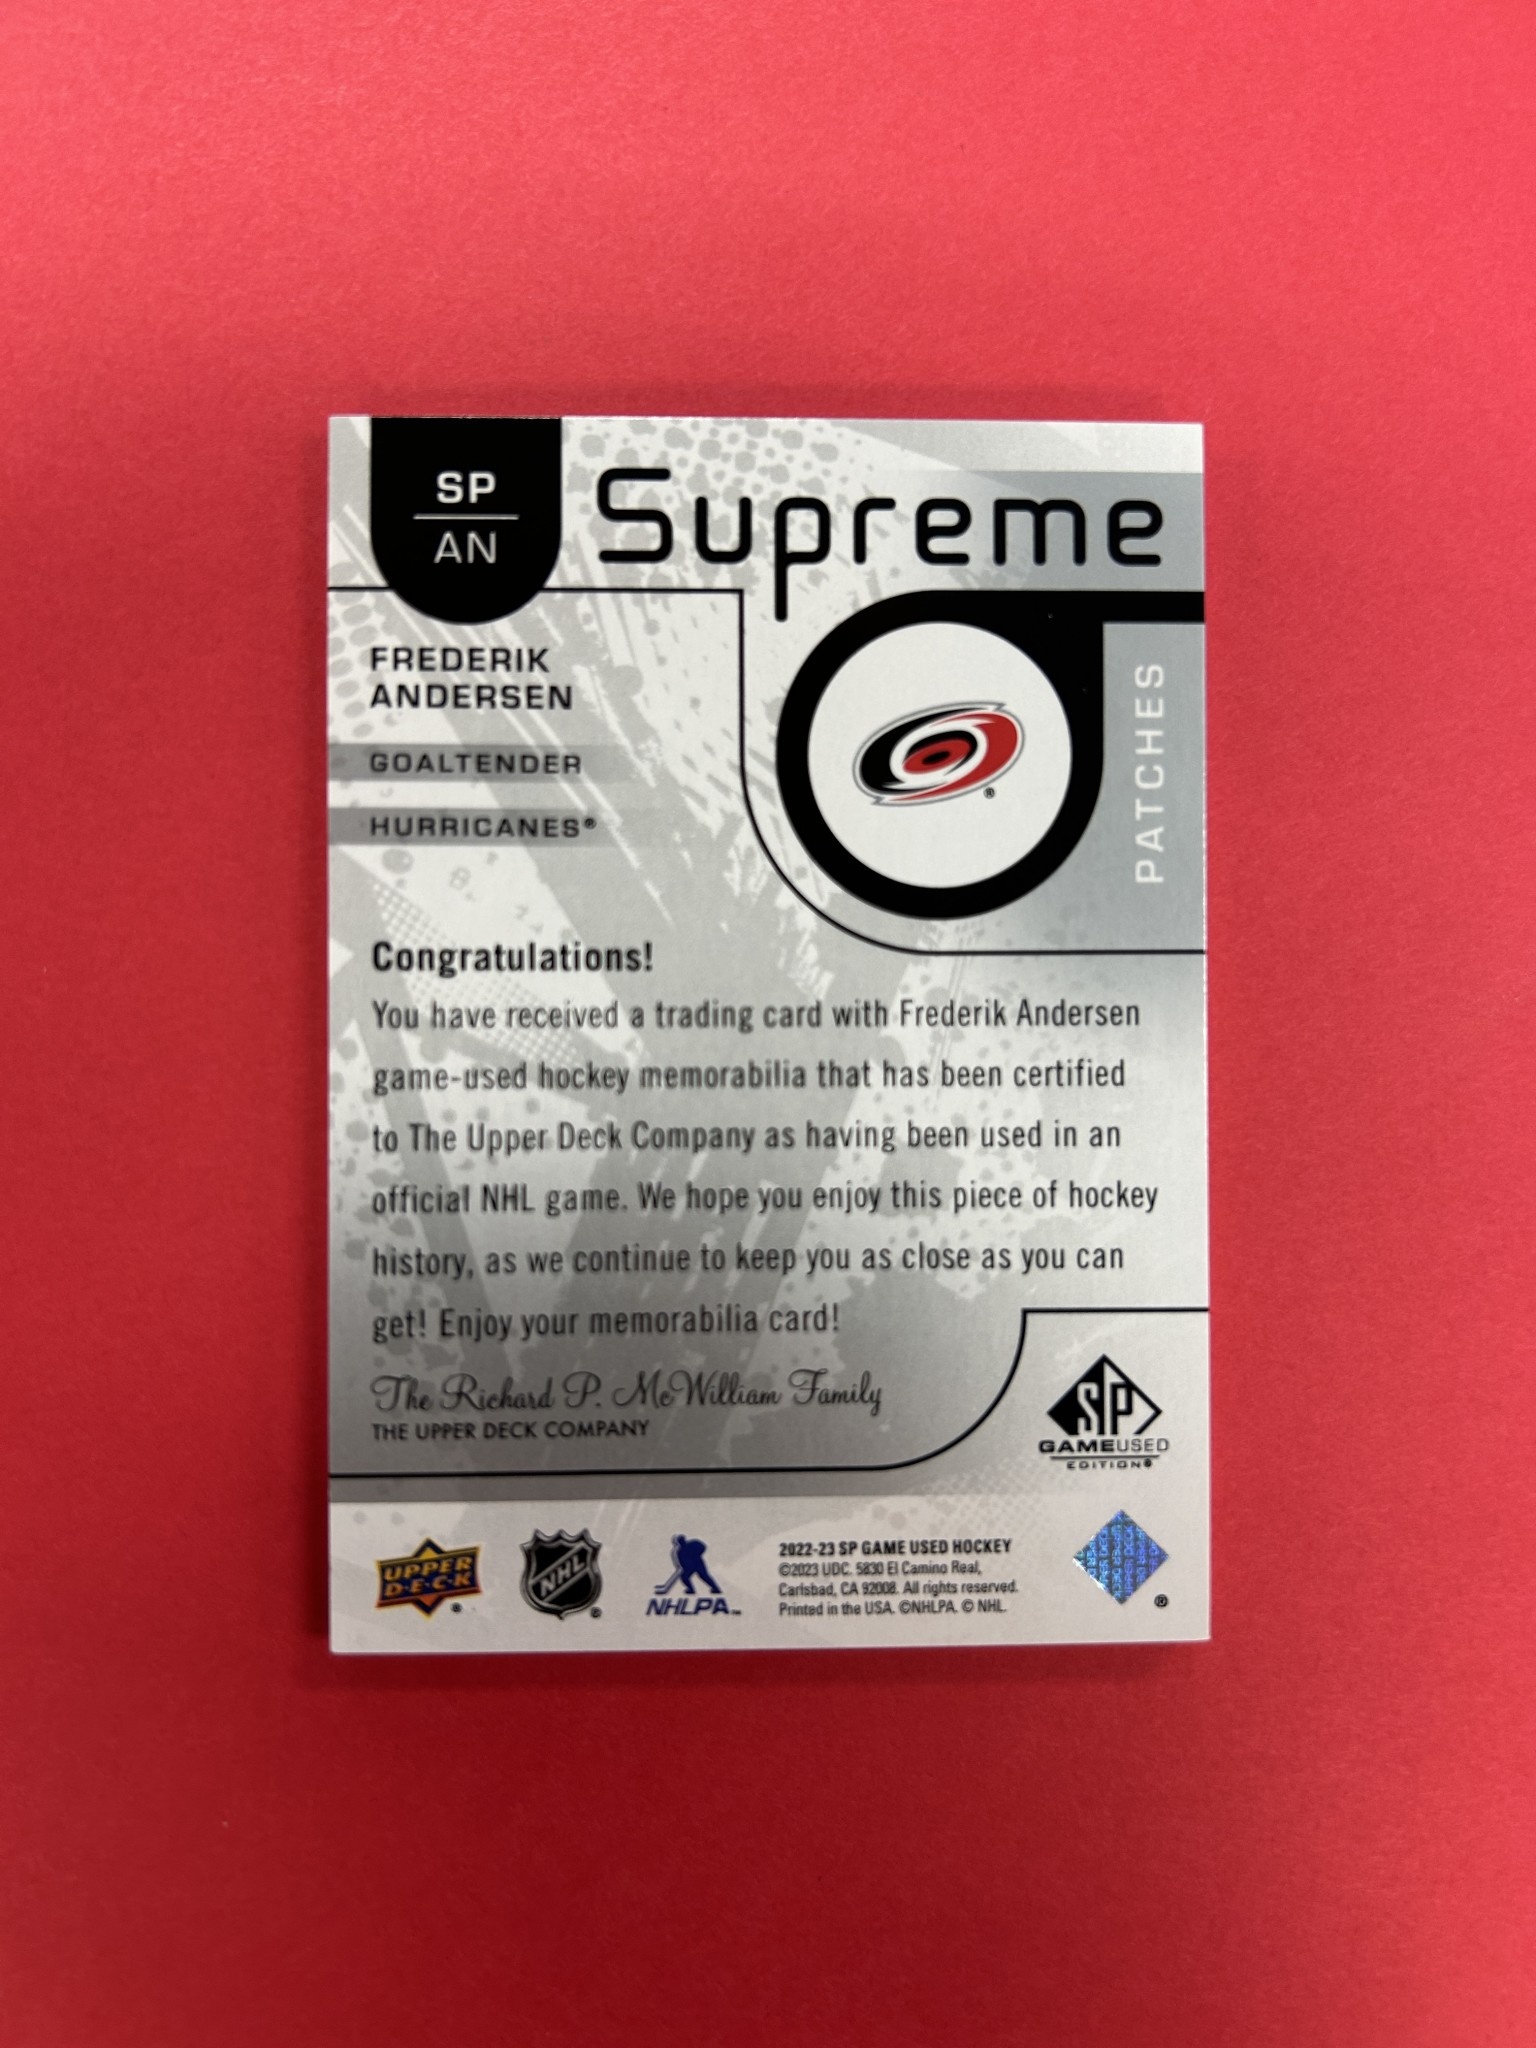 SP
AN
Supreme
PATCHES
FREDERIK
ANDERSEN
GOALTENDER
HURRICANES®
®
Congratulations!
You have received a trading card with Frederik Andersen
game-used hockey memorabilia that has been certified
to The Upper Deck Company as having been used in an
official NHL game. We hope you enjoy this piece of hockey
history, as we continue to keep you as close as you can
get! Enjoy your memorabilia card!
The Richard P. McWilliam Family
THE UPPER DECK COMPANY
SP
GAMEUSED
EDITION®
UPPER
DECK
®
NHL
®
NHLPA™
2022-23 SP GAME USED HOCKEY
©2023 UDC. 5830 El Camino Real,
Carlsbad, CA 92008. All rights reserved.
Printed in the USA. ©NHLPA. © NHL.
®